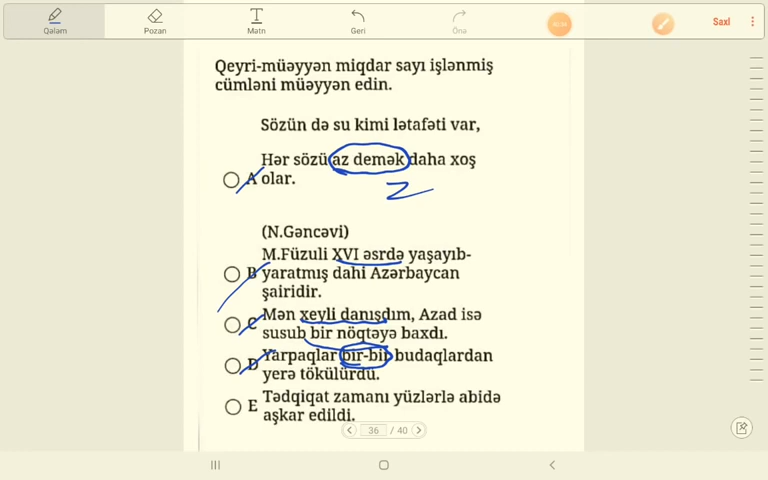 Qələm Pozan Mətn Geri Önə Saxl
Qeyri-müəyyən miqdar sayı işlənmiş
cümləni müəyyən edin.
Sözün də su kimi lətafəti var,
Hər sözü az demək daha xoş
A olar.
Z
(N.Gəncəvi)
M.Füzuli XVI əsrdə yaşayıb-
B yaratmış dahi Azərbaycan
şairidir.
Mən xeyli danışdım, Azad isə
C susub bir nöqtəyə baxdı.
Yarpaqlar bir-bir budaqlardan
D yerə tökülürdü.
Tədqiqat zamanı yüzlərlə abidə
E aşkar edildi.
36 / 40